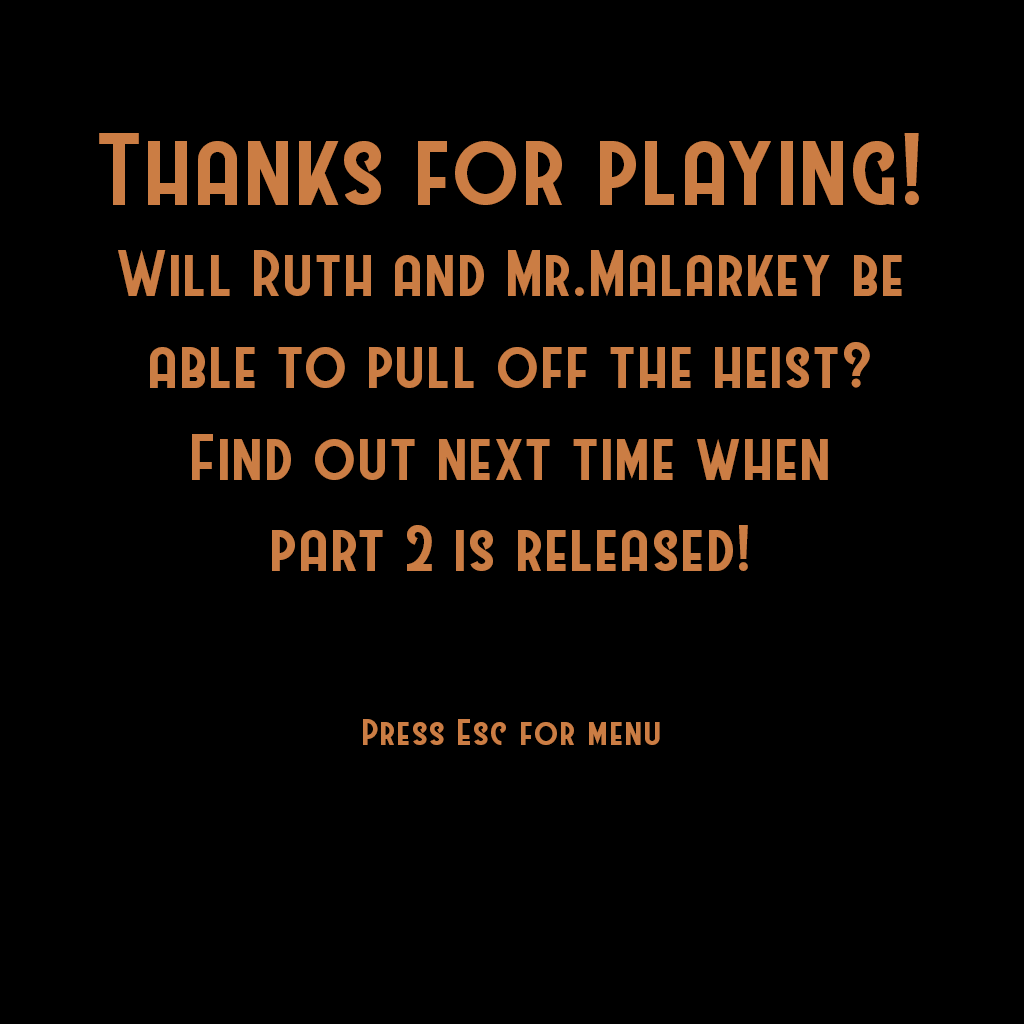 Thanks for playing!
Will Ruth and Mr.Malarkey be
able to pull off the heist?
Find out next time when
part 2 is released!
Press Esc for menu